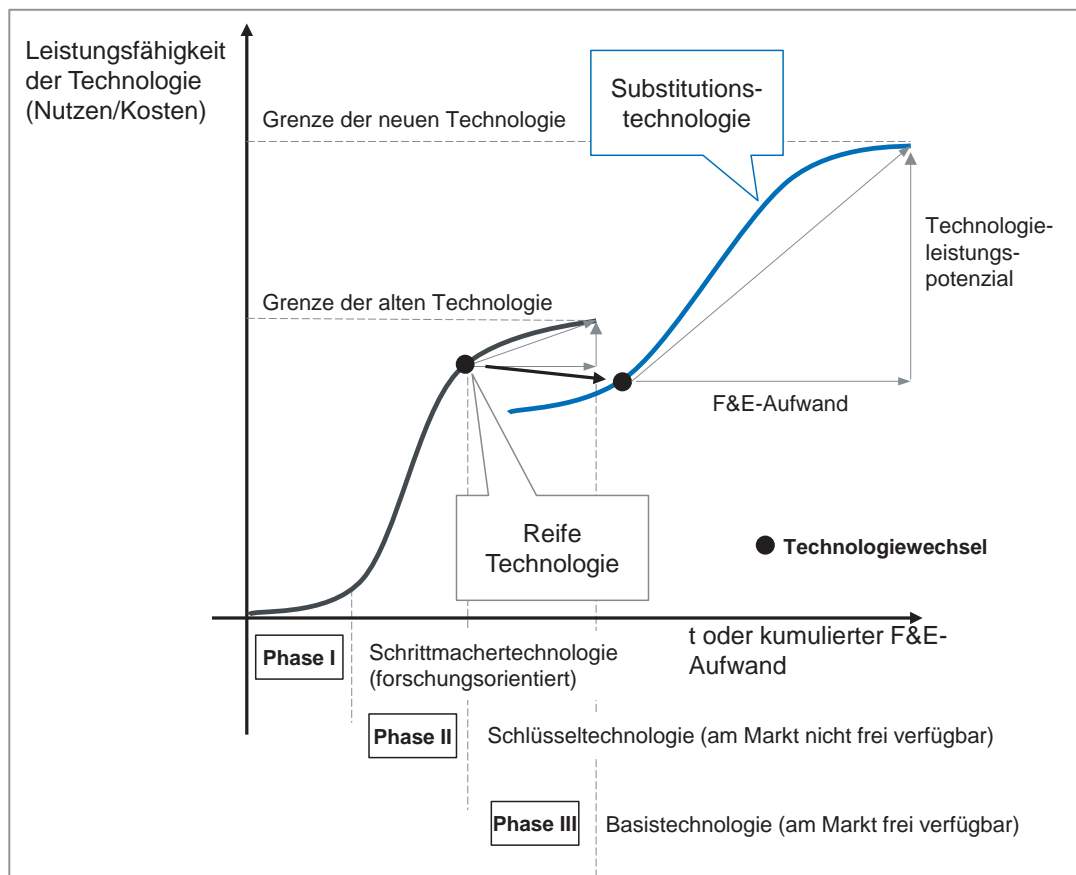 Leistungsfähigkeit
der Technologie
(Nutzen/Kosten)
Substitutions-
technologie
Grenze der neuen Technologie
Technologie-
leistungs-
potenzial
Grenze der alten Technologie
F&E-Aufwand
Reife
Technologie
Technologiewechsel
t oder kumulierter F&E-
Aufwand
Phase I
Schrittmachertechnologie
(forschungsorientiert)
Phase II
Schlüsseltechnologie (am Markt nicht frei verfügbar)
Phase III
Basistechnologie (am Markt frei verfügbar)